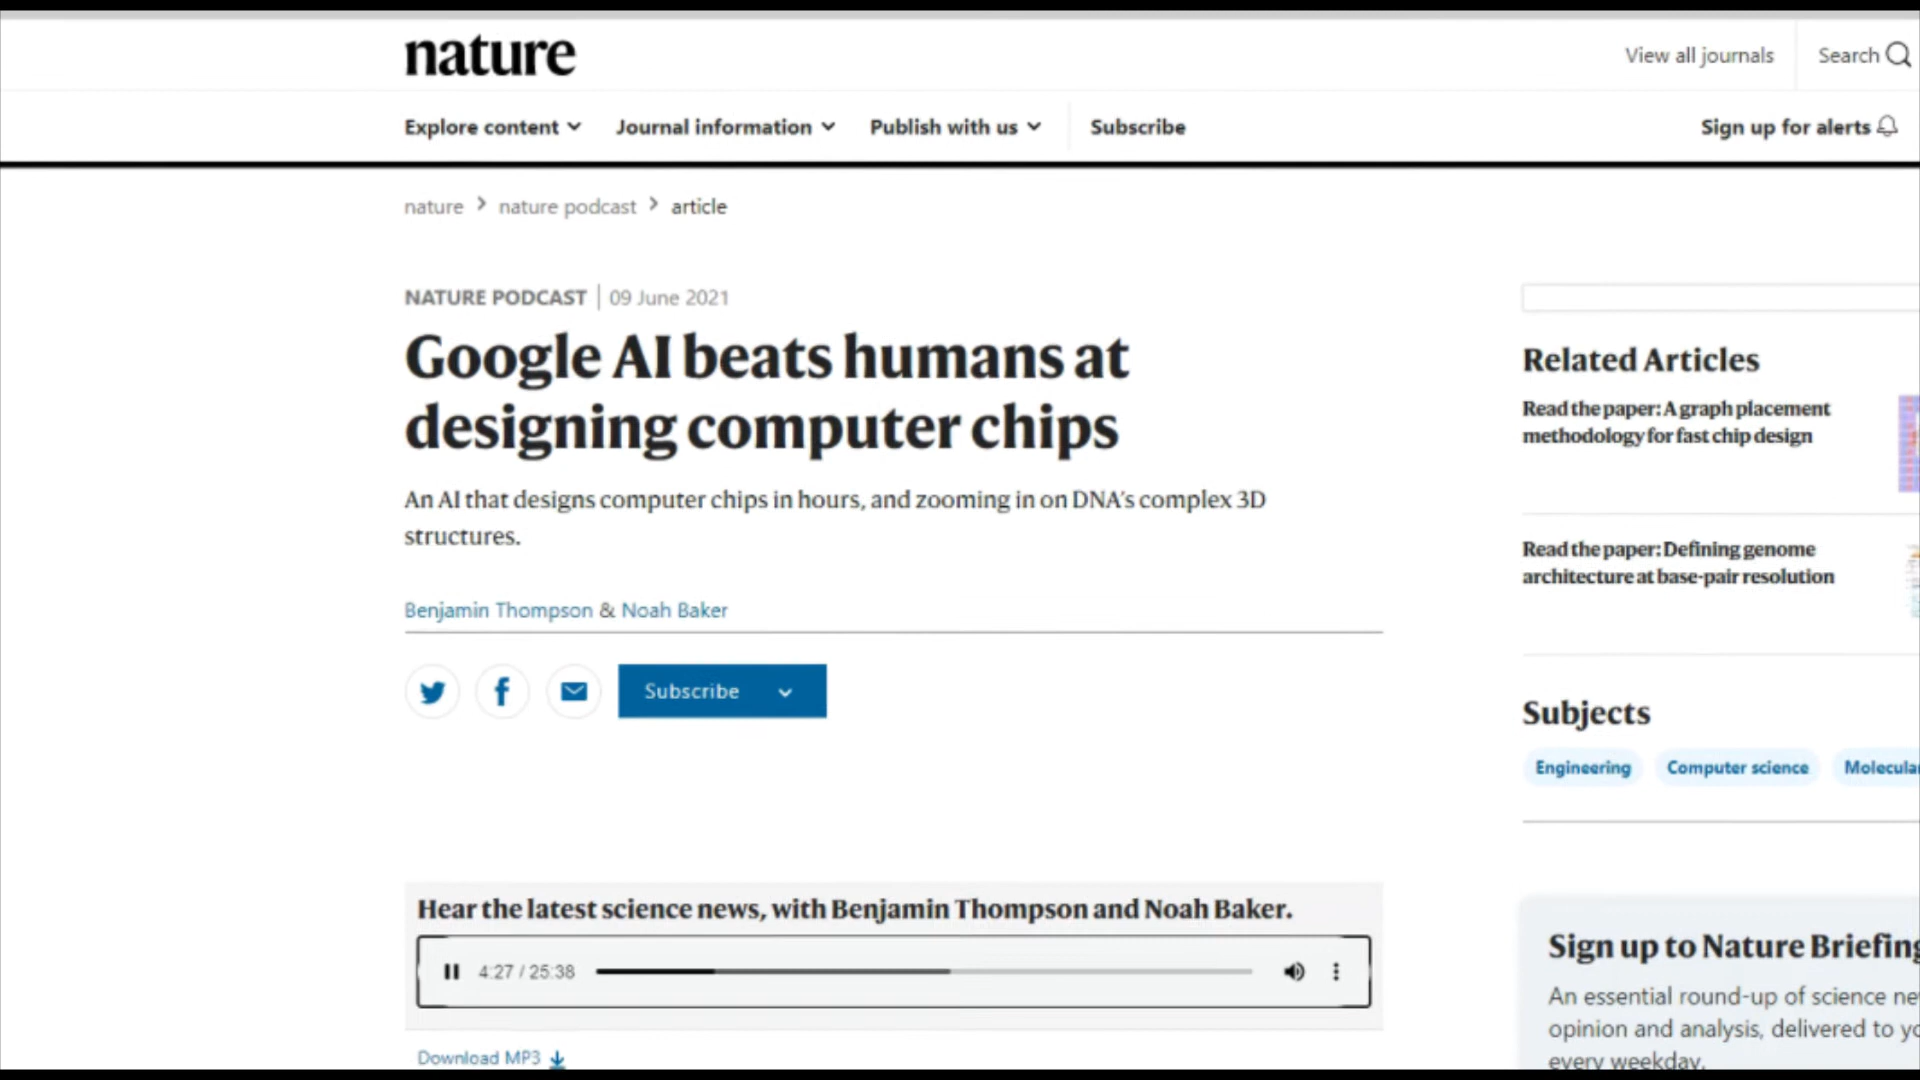 nature
View all journals
Search
Explore content
Journal information
Publish with us
Subscribe
Sign up for alerts
nature > nature podcast > article
NATURE PODCAST | 09 June 2021
Google AI beats humans at
designing computer chips
An AI that designs computer chips in hours, and zooming in on DNA's complex 3D
structures.
Benjamin Thompson & Noah Baker
Subscribe
Hear the latest science news, with Benjamin Thompson and Noah Baker.
4:27 / 25:38
Download MP3
Related Articles
Read the paper: A graph placement
methodology for fast chip design
Read the paper: Defining genome
architecture at base-pair resolution
Subjects
Engineering
Computer science
Molecula
Sign up to Nature Briefing
An essential round-up of science ne
opinion and analysis, delivered to yo
every weekday.